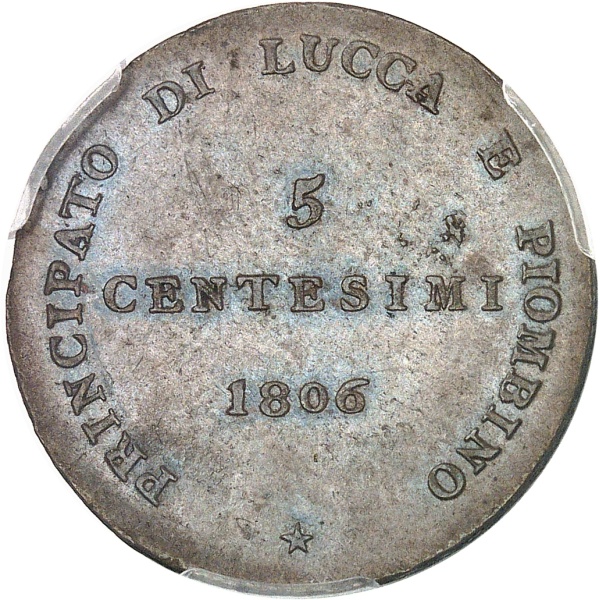 PRINCIPATO DI LUCCA E PIOMBINO
5
CENTESIMI
1806